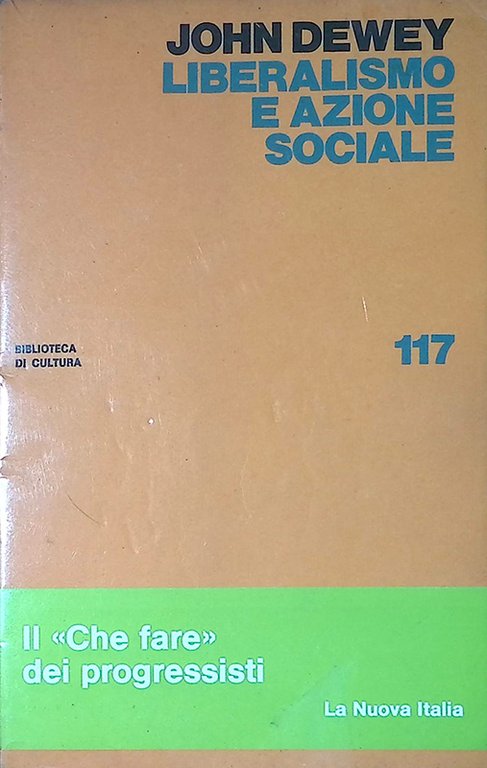 JOHN DEWEY
LIBERALISMO
E AZIONE
SOCIALE
BIBLIOTECA
DI CULTURA
117
Il «Che fare»
dei progressisti
La Nuova Italia